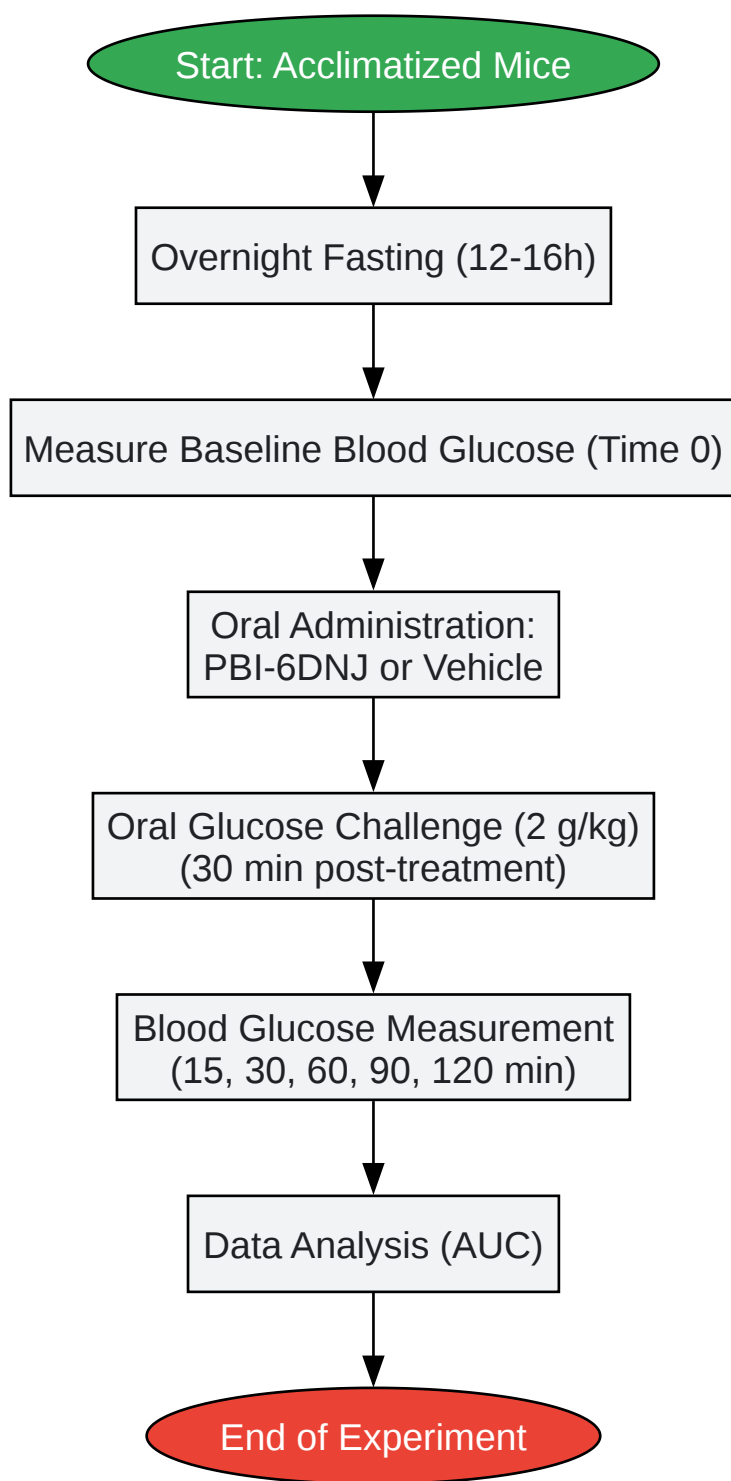 Start: Acclimatized Mice
Overnight Fasting (12-16h)
Measure Baseline Blood Glucose (Time 0)
Oral Administration:
PBI-6DNJ or Vehicle
Oral Glucose Challenge (2 g/kg)
(30 min post-treatment)
Blood Glucose Measurement
(15, 30, 60, 90, 120 min)
Data Analysis (AUC)
End of Experiment